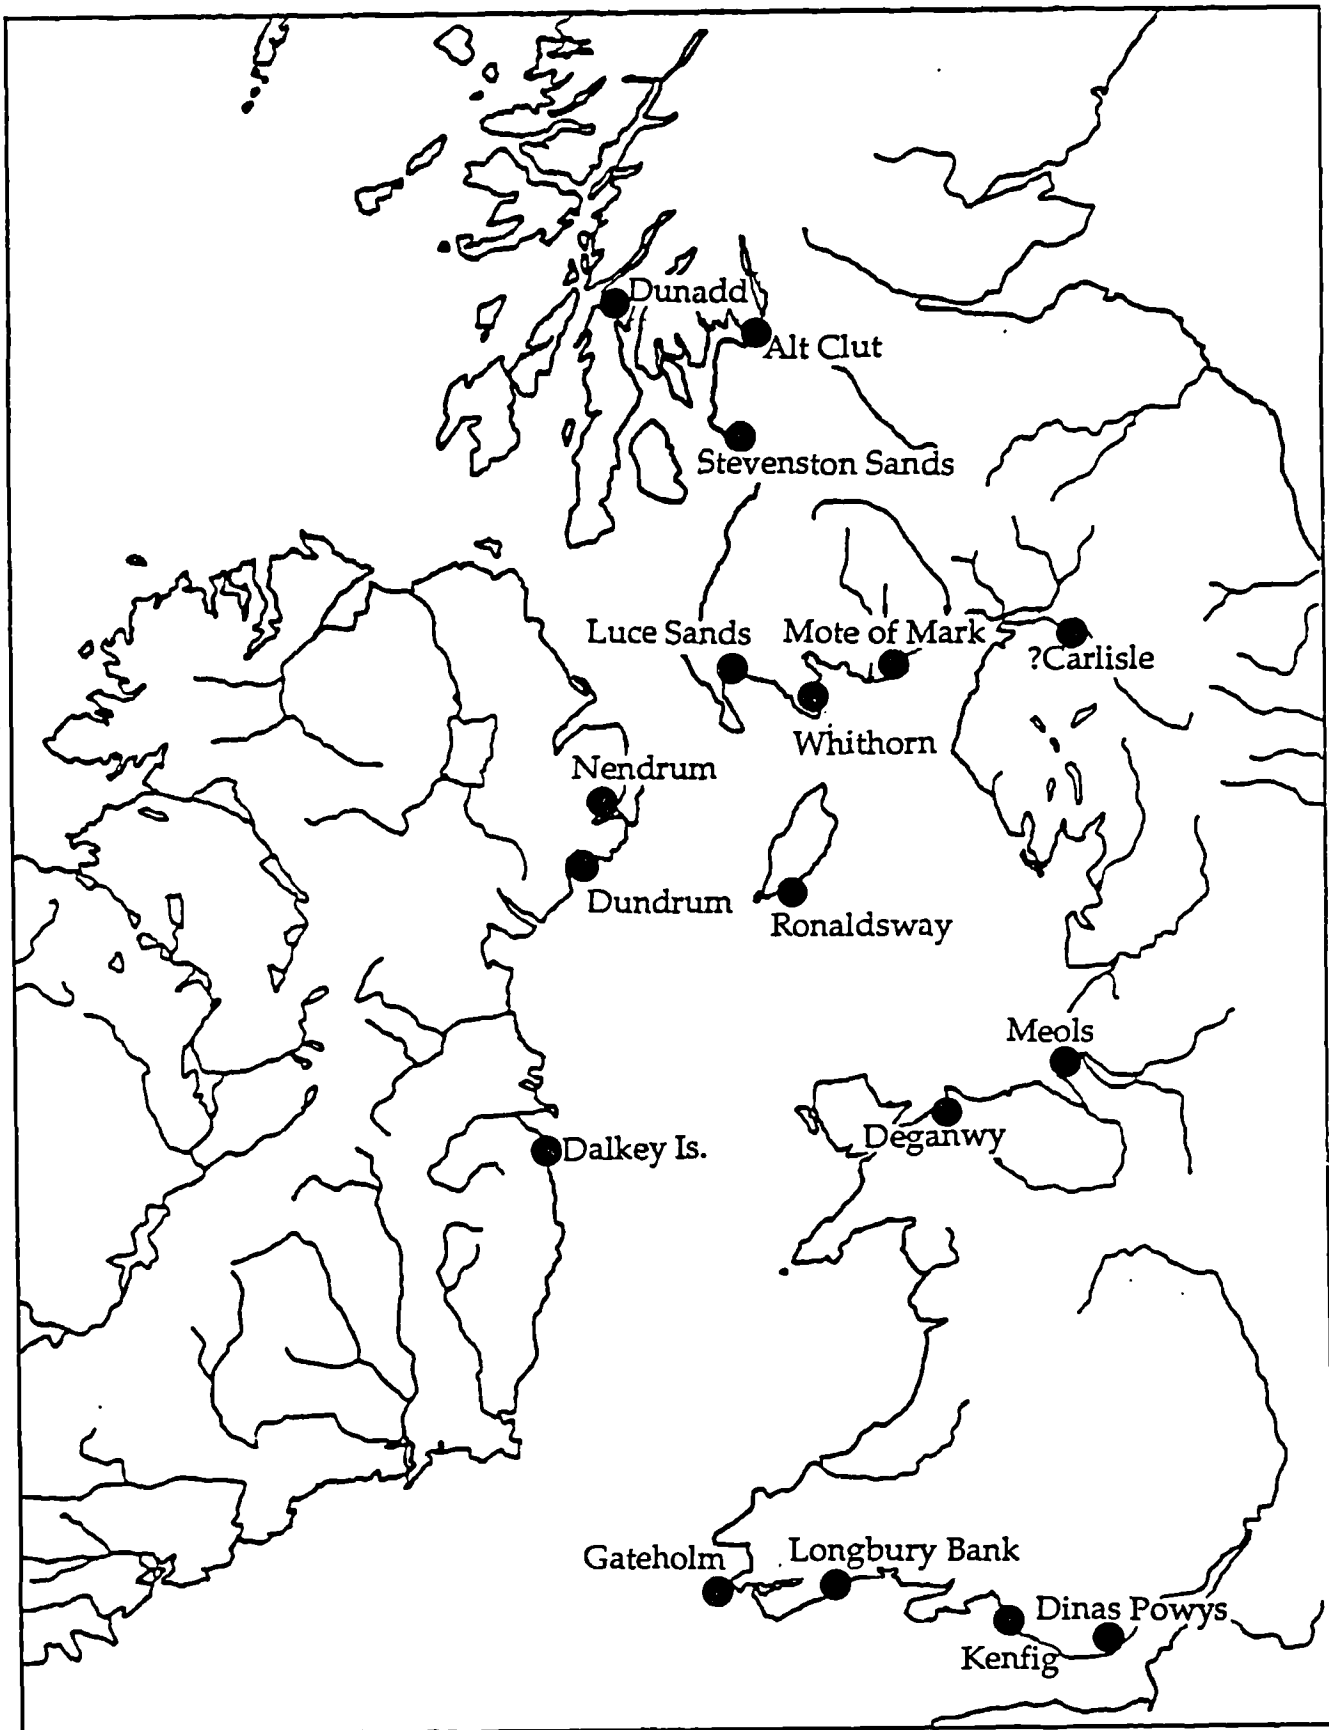 Dunadd
Alt Clut
Stevenston Sands
Luce Sands
Mote of Mark
?Carlisle
Whithorn
Nendrum
Dundrum
Ronaldsway
Meols
Deganwy
Dalkey Is.
Gateholm
Longbury Bank
Dinas Powys
Kenfig